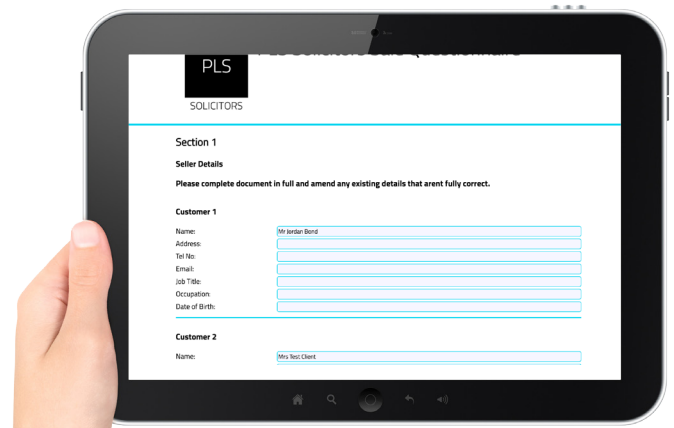 PLS
SOLICITORS
Section 1
Seller Details
Please complete document in full and amend any existing details that arent fully correct.
Customer 1
Name: Mr Jordan Bond
Address:
Tel No:
Email:
Job Title:
Occupation:
Date of Birth:
Customer 2
Name: Mrs Test Client